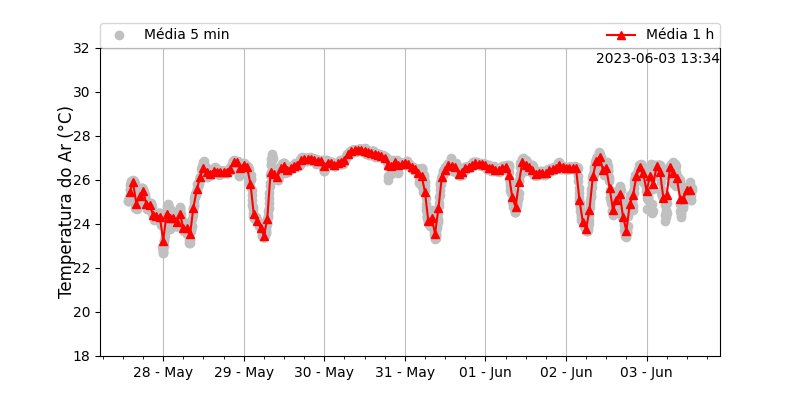 Média 5 min
Média 1 h
2023-06-03 13:34
Temperatura do Ar (°C)
32
30
28
26
24
22
20
18
28 - May
29 - May
30 - May
31 - May
01 - Jun
02 - Jun
03 - Jun